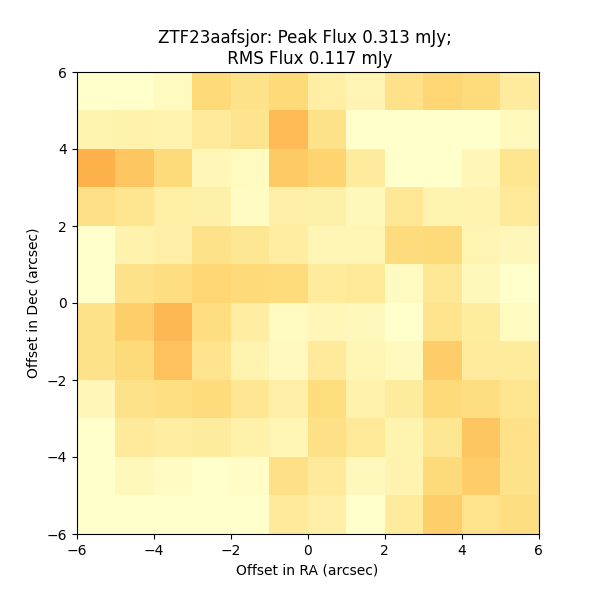 ZTF23aafsjor: Peak Flux 0.313 mJy;
RMS Flux 0.117 mJy
6
4
2
0
−2
−4
−6
Offset in Dec (arcsec)
−6 −4 −2 0 2 4 6
Offset in RA (arcsec)